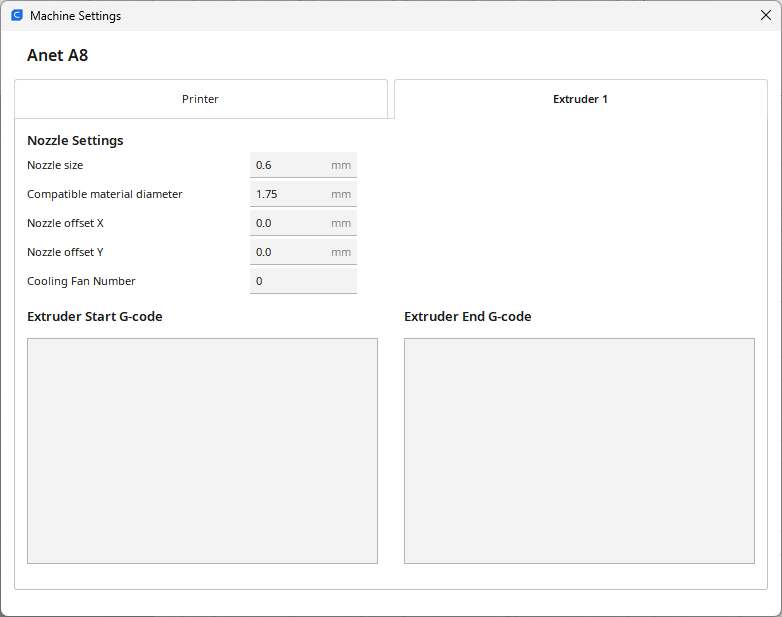 Machine Settings
Anet A8
Printer Extruder 1
Nozzle Settings
Nozzle size 0.6 mm
Compatible material diameter 1.75 mm
Nozzle offset X 0.0 mm
Nozzle offset Y 0.0 mm
Cooling Fan Number 0
Extruder Start G-code Extruder End G-code